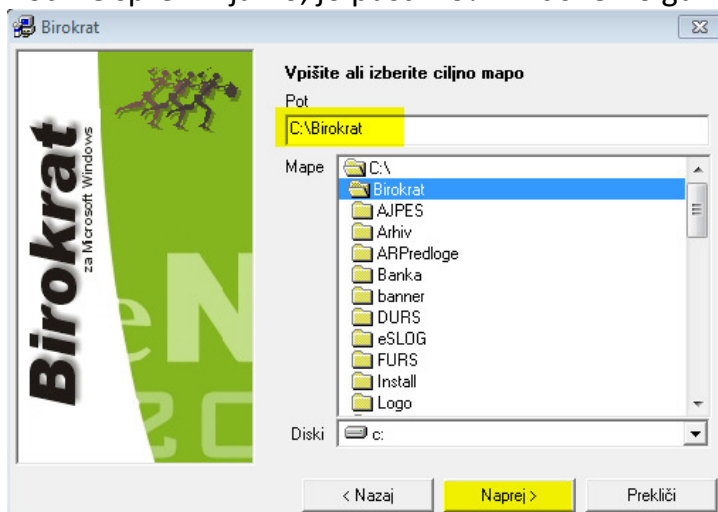 Birokrat
Birokrat
za Microsoft Windows
eN
Vpišite ali izberite ciljno mapo
Pot
C:\Birokrat
Mape
C:\
Birokrat
AJPES
Arhiv
ARPredloge
Banka
banner
DURS
eSLOG
FURS
Install
Logo
Diski
c:
< Nazaj
Naprej >
Prekliči